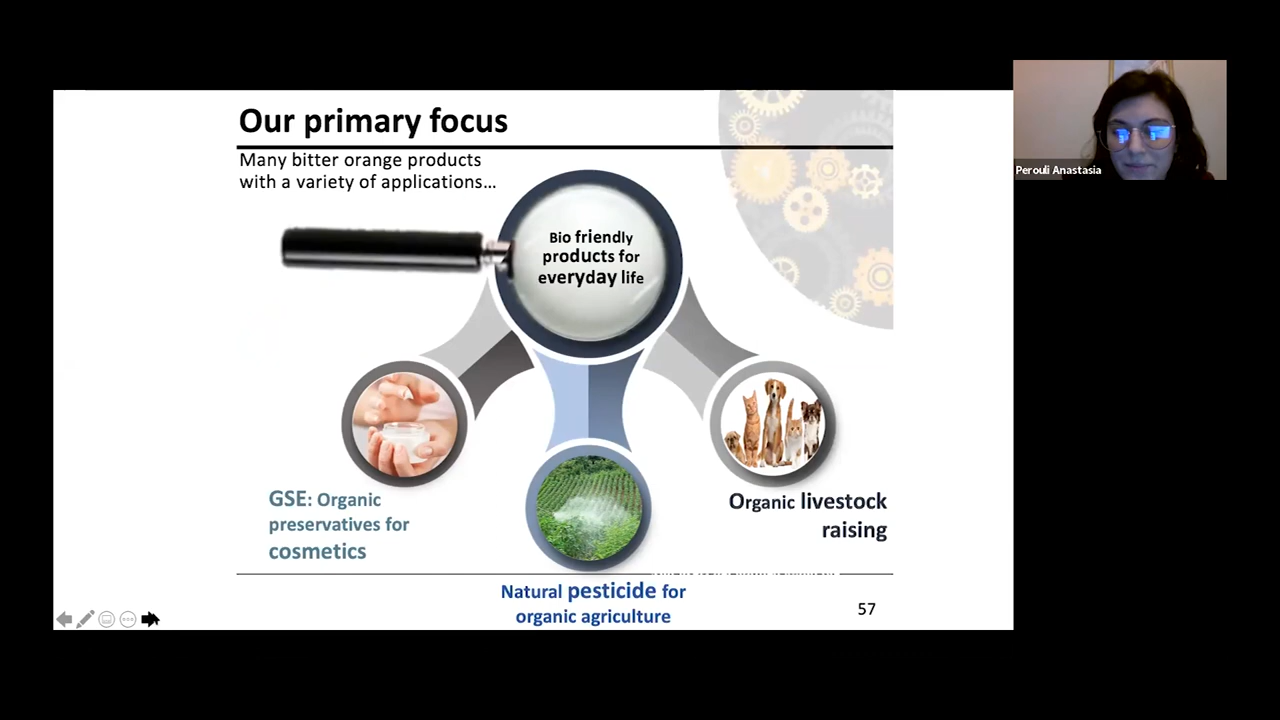 Our primary focus
Many bitter orange products
with a variety of applications...
Bio friendly
products for
everyday life
GSE: Organic
preservatives for
cosmetics
Organic livestock
raising
Natural pesticide for
organic agriculture
57
Perouli Anastasia